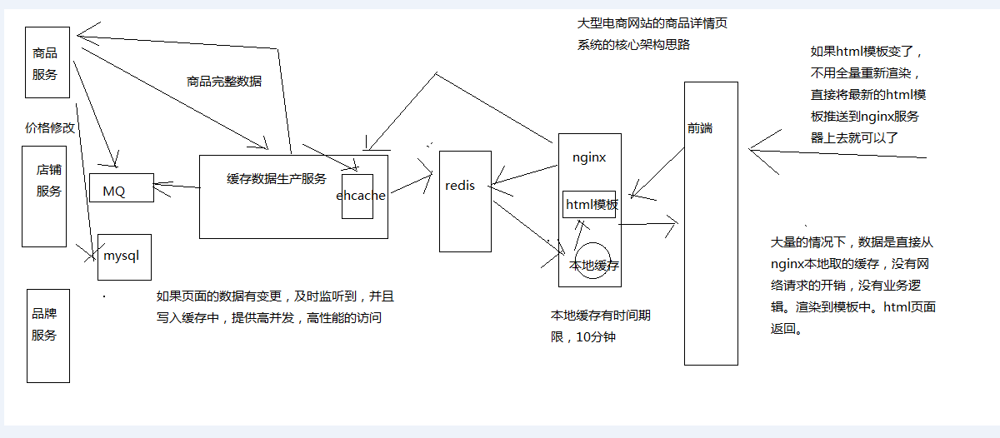 大型电商网站的商品详情页
系统的核心架构思路
如果html模板变了，
不用全量重新渲染，
直接将最新的html模
板推送到nginx服务
器上去就可以了
商品
服务
商品完整数据
价格修改
前端
店铺
服务
MQ
缓存数据生产服务
ehcache
redis
nginx
html模板
本地缓存
mysql
大量的情况下，数据是直接从
nginx本地取的缓存，没有网
络请求的开销，没有业务逻
辑。渲染到模板中。html页面
返回。
如果页面的数据有变更，及时监听到，并且
写入缓存中，提供高并发，高性能的访问
本地缓存有时间期
限，10分钟
品牌
服务